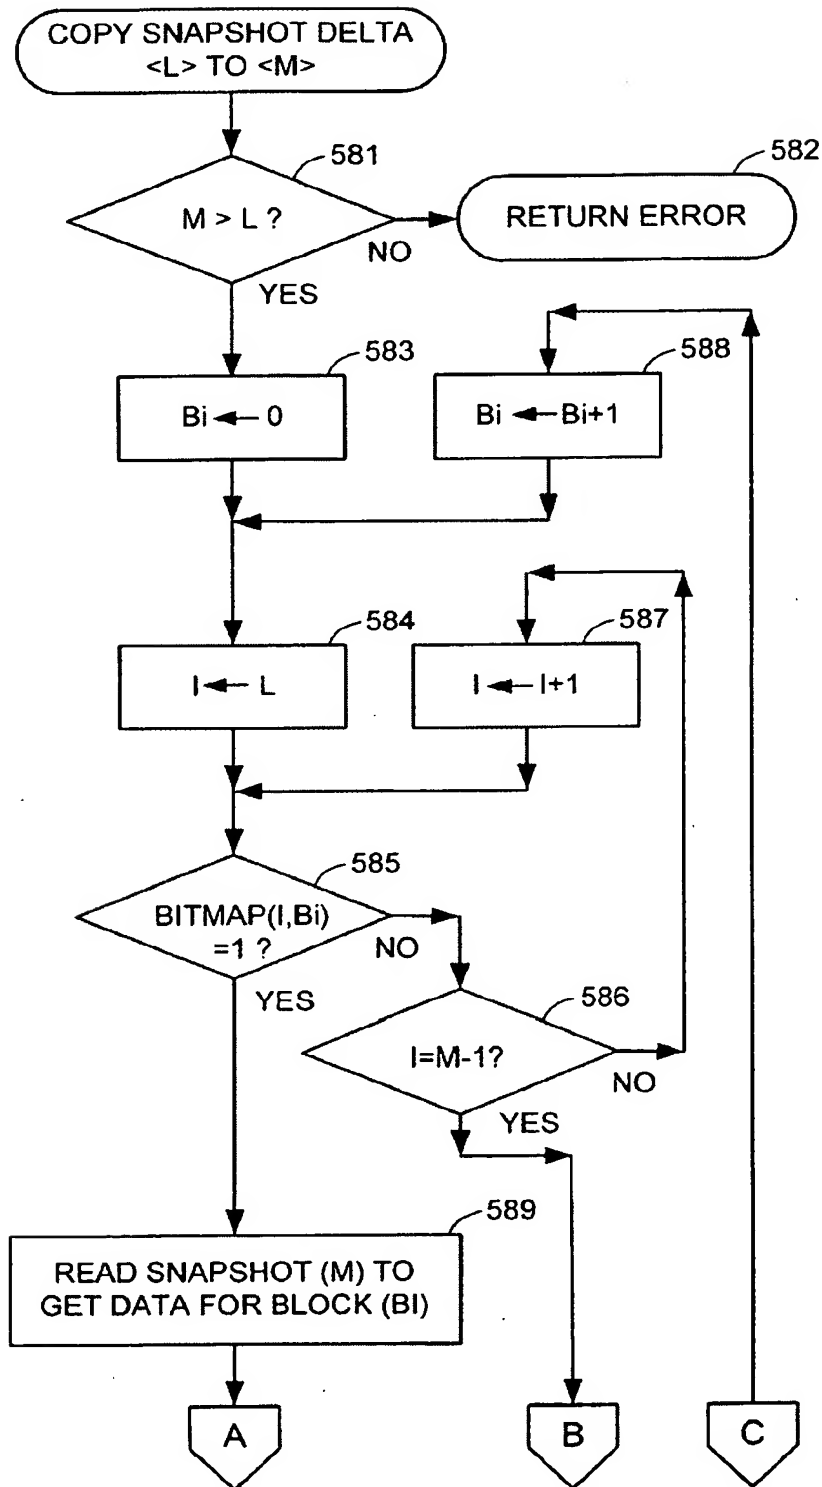 COPY SNAPSHOT DELTA
<L> TO <M>
581
M > L ?
NO
YES
582
RETURN ERROR
583
Bi ← 0
588
Bi ← Bi+1
584
I ← L
587
I ← I+1
585
BITMAP(I,Bi)
=1 ?
NO
YES
586
I=M-1?
NO
YES
589
READ SNAPSHOT (M) TO
GET DATA FOR BLOCK (BI)
A
B
C